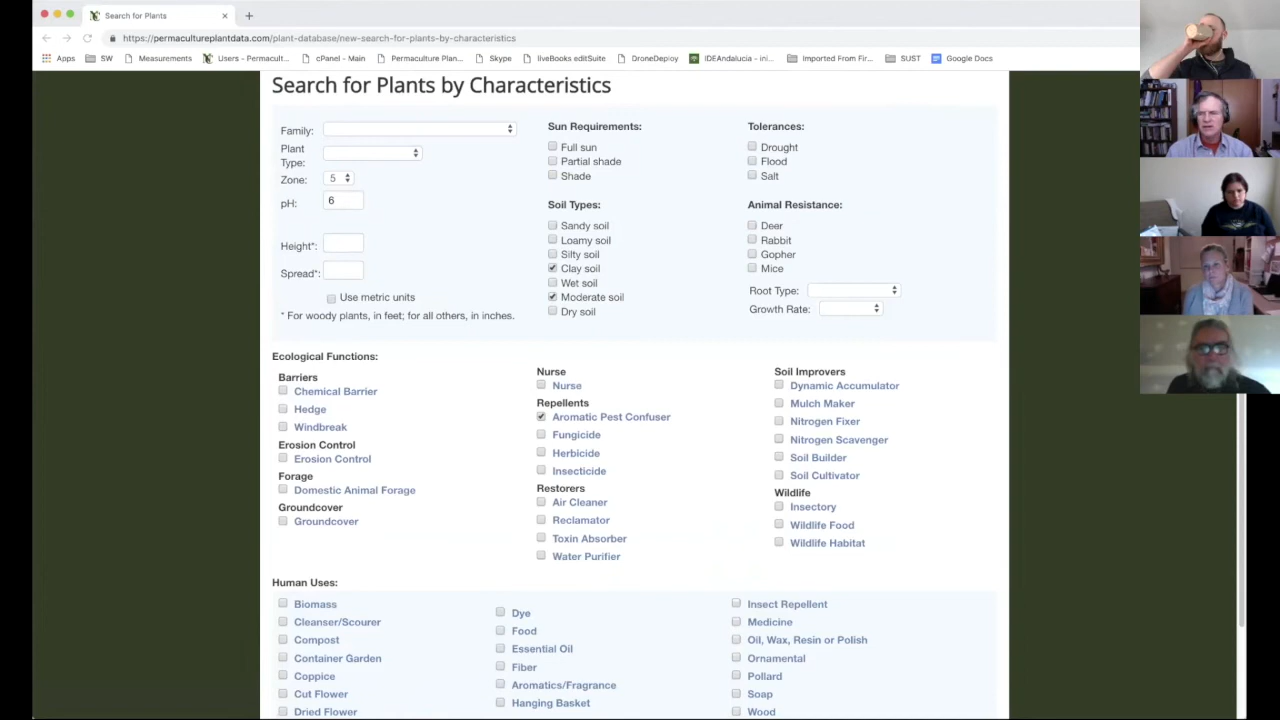 Search for Plants
https://permacultureplantdata.com/plant-database/new-search-for-plants-by-characteristics
Apps SW Measurements Users - Permacult... cPanel - Main Permaculture Plan... Skype liveBooks editSuite DroneDeploy IDEAndalucia - ini... Imported From Fir... SUST Google Docs
Search for Plants by Characteristics
Family:
Plant Type:
Zone: 5
pH: 6
Height*:
Spread*:
Use metric units
* For woody plants, in feet; for all others, in inches.
Sun Requirements:
Full sun
Partial shade
Shade
Soil Types:
Sandy soil
Loamy soil
Silty soil
Clay soil
Wet soil
Moderate soil
Dry soil
Tolerances:
Drought
Flood
Salt
Animal Resistance:
Deer
Rabbit
Gopher
Mice
Root Type:
Growth Rate:
Ecological Functions:
Barriers
Chemical Barrier
Hedge
Windbreak
Erosion Control
Erosion Control
Forage
Domestic Animal Forage
Groundcover
Groundcover
Nurse
Nurse
Repellents
Aromatic Pest Confuser
Fungicide
Herbicide
Insecticide
Restorers
Air Cleaner
Reclamator
Toxin Absorber
Water Purifier
Soil Improvers
Dynamic Accumulator
Mulch Maker
Nitrogen Fixer
Nitrogen Scavenger
Soil Builder
Soil Cultivator
Wildlife
Insectory
Wildlife Food
Wildlife Habitat
Human Uses:
Biomass
Cleanser/Scourer
Compost
Container Garden
Coppice
Cut Flower
Dried Flower
Dye
Food
Essential Oil
Fiber
Aromatics/Fragrance
Hanging Basket
Insect Repellent
Medicine
Oil, Wax, Resin or Polish
Ornamental
Pollard
Soap
Wood